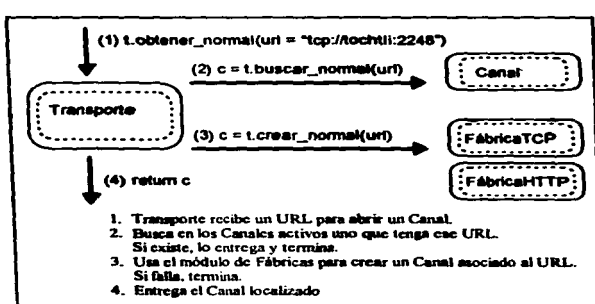 (1) t.obtener_normal(url = "tcp://tochtli:2248")
(2) c = t.buscar_normal(url)
Canal
Transporte
(3) c = t.crear_normal(url)
FábricaTCP
FábricaHTTP
(4) return c
1. Transporte recibe un URL para abrir un Canal.
2. Busca en los Canales activos uno que tenga ese URL.
Si existe, lo entrega y termina.
3. Usa el módulo de Fábricas para crear un Canal asociado al URL.
Si falla, termina.
4. Entrega el Canal localizado